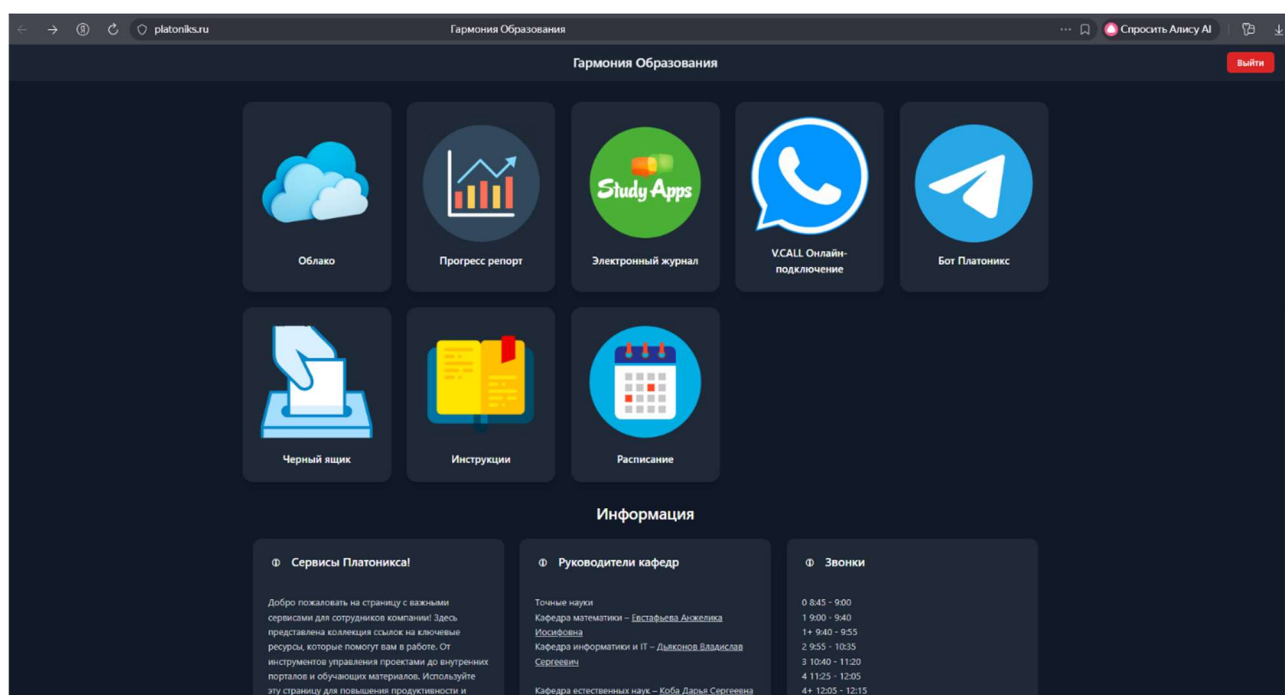 platoniks.ru
Гармония Образования
Спросить Алису AI
Гармония Образования
Выйти
Облако
Прогресс репорт
Study Apps
Электронный журнал
V.CALL Онлайн-
подключение
Бот Платоникс
Черный ящик
Инструкции
Расписание
Информация
Сервисы Платоникса!
Добро пожаловать на страницу с важными
сервисами для сотрудников компании! Здесь
представлена коллекция ссылок на ключевые
ресурсы, которые помогут вам в работе. От
инструментов управления проектами до внутренних
порталов и обучающих материалов. Используйте
эту страницу для повышения продуктивности и
Руководители кафедр
Точные науки
Кафедра математики – Евстафьева Анжелика
Иосифовна
Кафедра информатики и IT – Дьяконов Владислав
Сергеевич
Кафедра естественных наук – Коба Дарья Сергеевна
Звонки
0 8:45 - 9:00
1 9:00 - 9:40
1+ 9:40 - 9:55
2 9:55 - 10:35
3 10:40 - 11:20
4 11:25 - 12:05
4+ 12:05 - 12:15